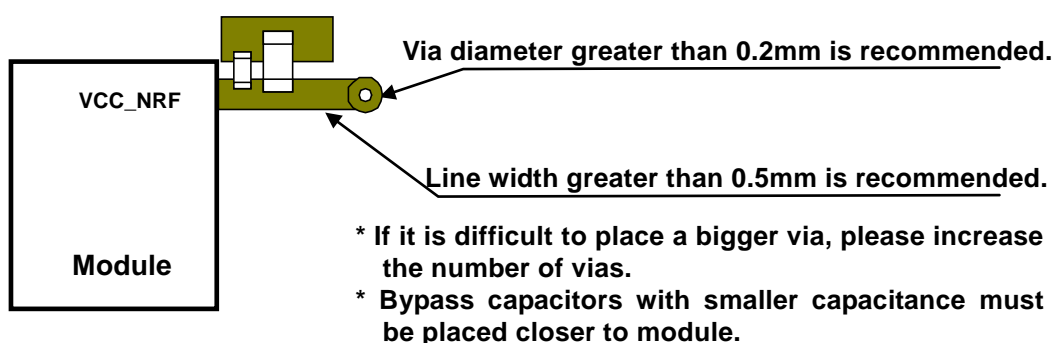 Via diameter greater than 0.2mm is recommended.
VCC_NRF
Line width greater than 0.5mm is recommended.
* If it is difficult to place a bigger via, please increase
the number of vias.
Module
* Bypass capacitors with smaller capacitance must
be placed closer to module.